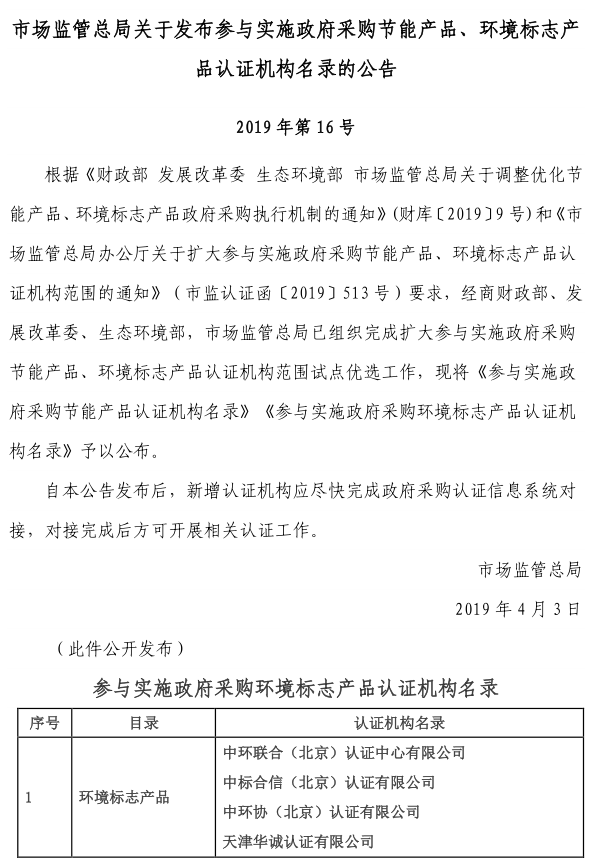 市场监管总局关于发布参与实施政府采购节能产品、环境标志产
品认证机构名录的公告
2019 年第 16 号
根据《财政部 发展改革委 生态环境部 市场监管总局关于调整优化节
能产品、环境标志产品政府采购执行机制的通知》(财库〔2019〕9 号)和《市
场监管总局办公厅关于扩大参与实施政府采购节能产品、环境标志产品认
证机构范围的通知》（市监认证函〔2019〕513 号）要求，经商财政部、发
展改革委、生态环境部，市场监管总局已组织完成扩大参与实施政府采购
节能产品、环境标志产品认证机构范围试点优选工作，现将《参与实施政
府采购节能产品认证机构名录》《参与实施政府采购环境标志产品认证机
构名录》予以公布。
自本公告发布后，新增认证机构应尽快完成政府采购认证信息系统对
接，对接完成后方可开展相关认证工作。
市场监管总局
2019 年 4 月 3 日
（此件公开发布）
参与实施政府采购环境标志产品认证机构名录
序号 目录 认证机构名录
中环联合（北京）认证中心有限公司
中标合信（北京）认证有限公司
1 环境标志产品
中环协（北京）认证有限公司
天津华诚认证有限公司